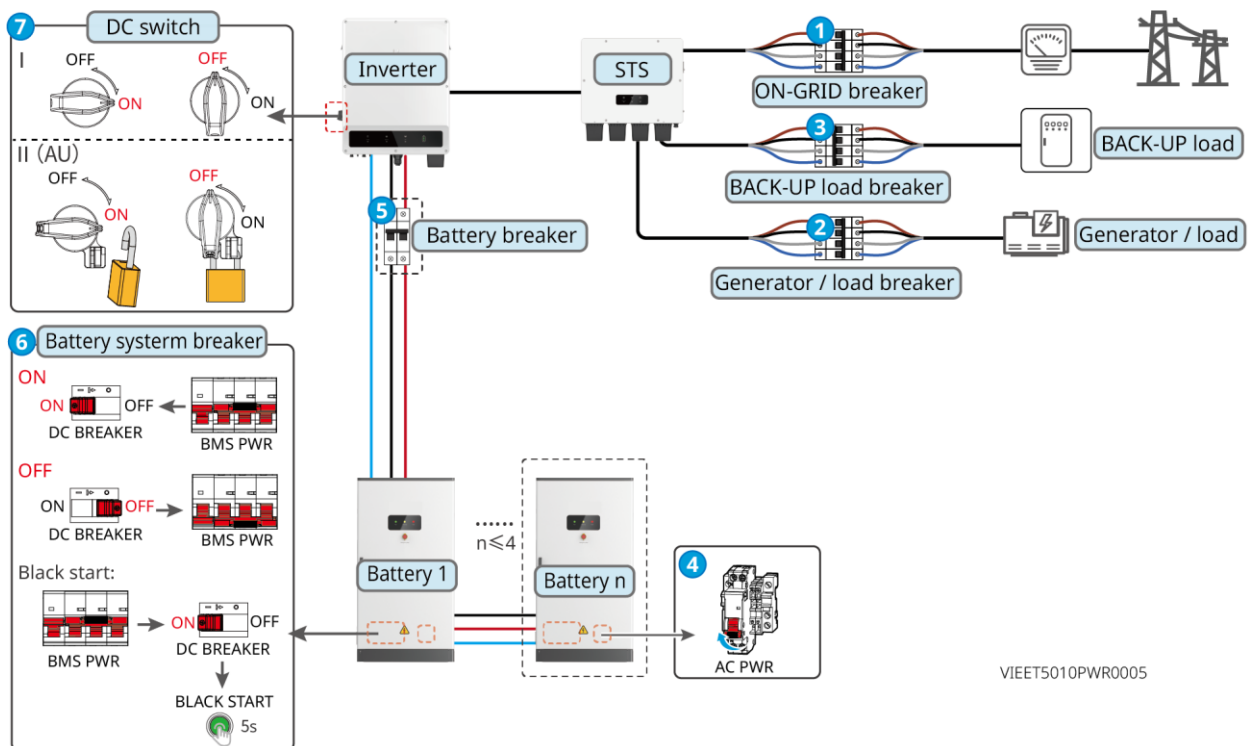 7 DC switch
I
OFF
ON
OFF
ON
II (AU)
OFF
ON
OFF
ON
Inverter
STS
1
ON-GRID breaker
3
BACK-UP load breaker
BACK-UP load
2
Generator / load breaker
Generator / load
5
Battery breaker
6 Battery systerm breaker
ON
ON OFF
DC BREAKER
BMS PWR
OFF
ON OFF
DC BREAKER
BMS PWR
Black start:
BMS PWR
ON OFF
DC BREAKER
BLACK START
5s
Battery 1
......
n≤4
Battery n
4
AC PWR
VIEET5010PWR0005